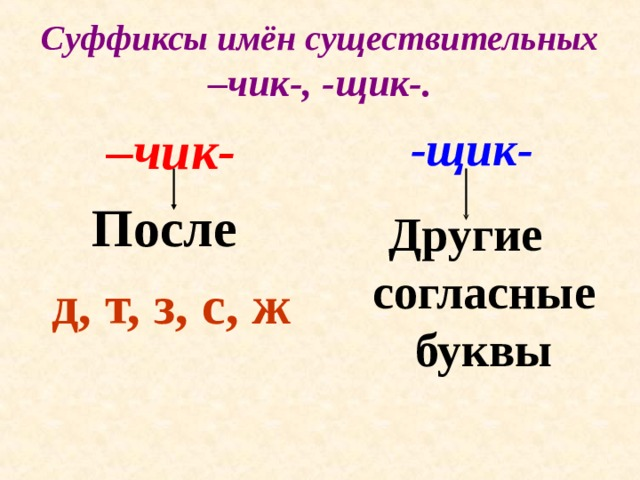 Суффиксы имён существительных
–чик-, -щик-.
–чик-
После
д, т, з, с, ж
-щик-
Другие
согласные
буквы